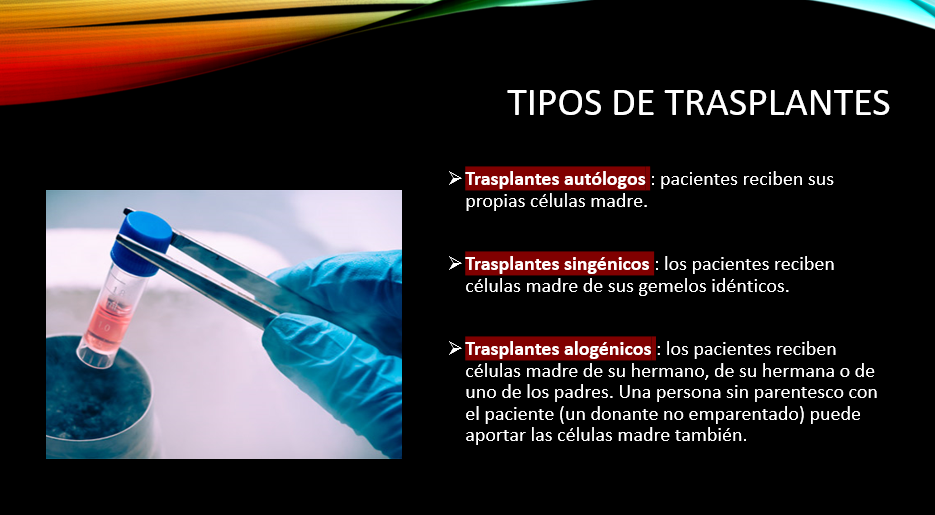 TIPOS DE TRASPLANTES
➢Trasplantes autólogos : pacientes reciben sus
propias células madre.
➢Trasplantes singénicos : los pacientes reciben
células madre de sus gemelos idénticos.
➢Trasplantes alogénicos : los pacientes reciben
células madre de su hermano, de su hermana o de
uno de los padres. Una persona sin parentesco con
el paciente (un donante no emparentado) puede
aportar las células madre también.